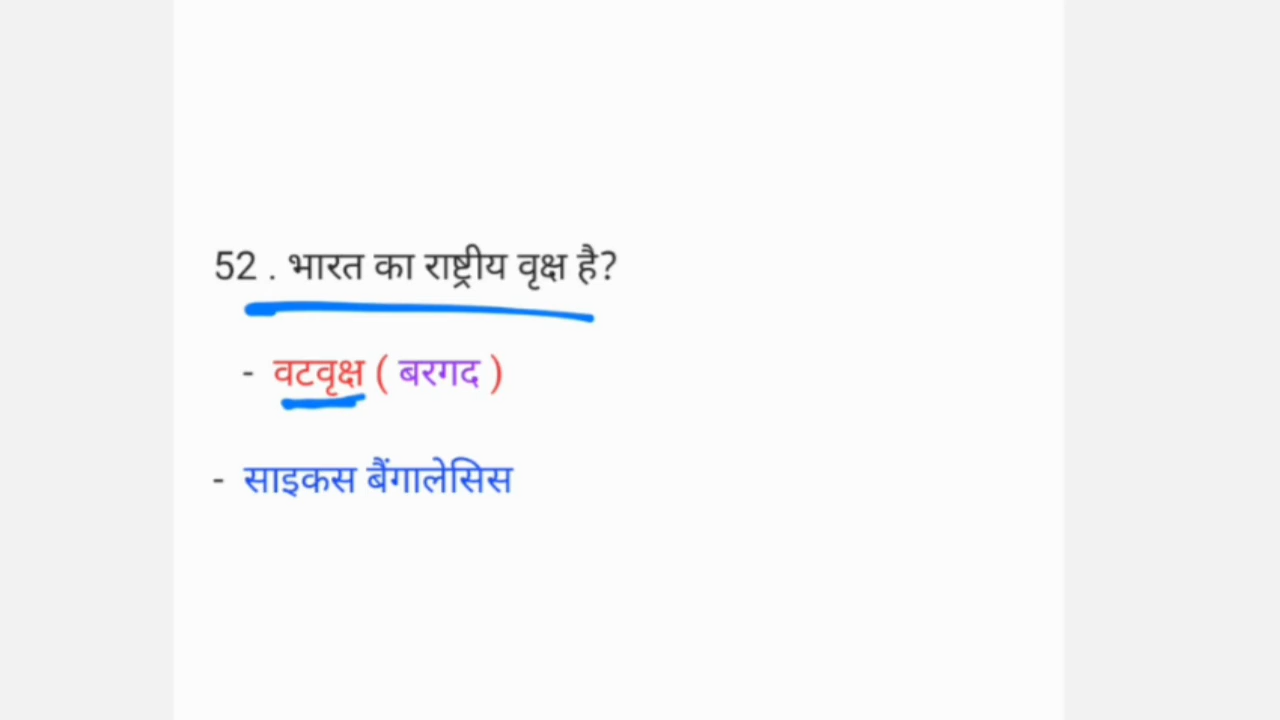 52 . भारत का राष्ट्रीय वृक्ष है?
- वटवृक्ष ( बरगद )
- साइकस बैंगालेसिस